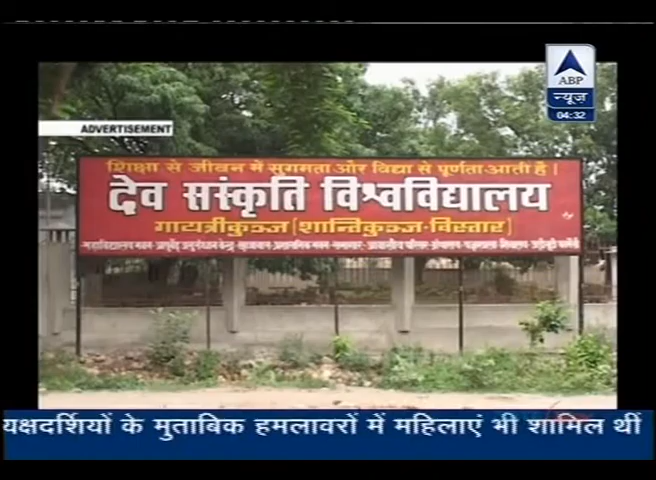 ABP
न्यूज़
04:32
ADVERTISEMENT
शिक्षा से जीवन में सुगमता और विद्या से पूर्णता आती है
देव संस्कृति विश्वविद्यालय
गायत्रीकुञ्ज (शान्तिकुञ्ज-विस्तार)
यक्षदर्शियों के मुताबिक हमलावरों में महिलाएं भी शामिल थीं